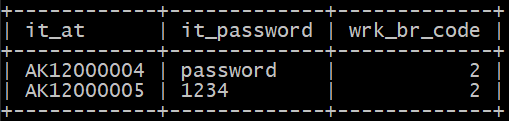 +------------+-------------+-------------+
| it_at | it_password | wrk_br_code |
+------------+-------------+-------------+
| AK12000004 | password | 2 |
| AK12000005 | 1234 | 2 |
+------------+-------------+-------------+